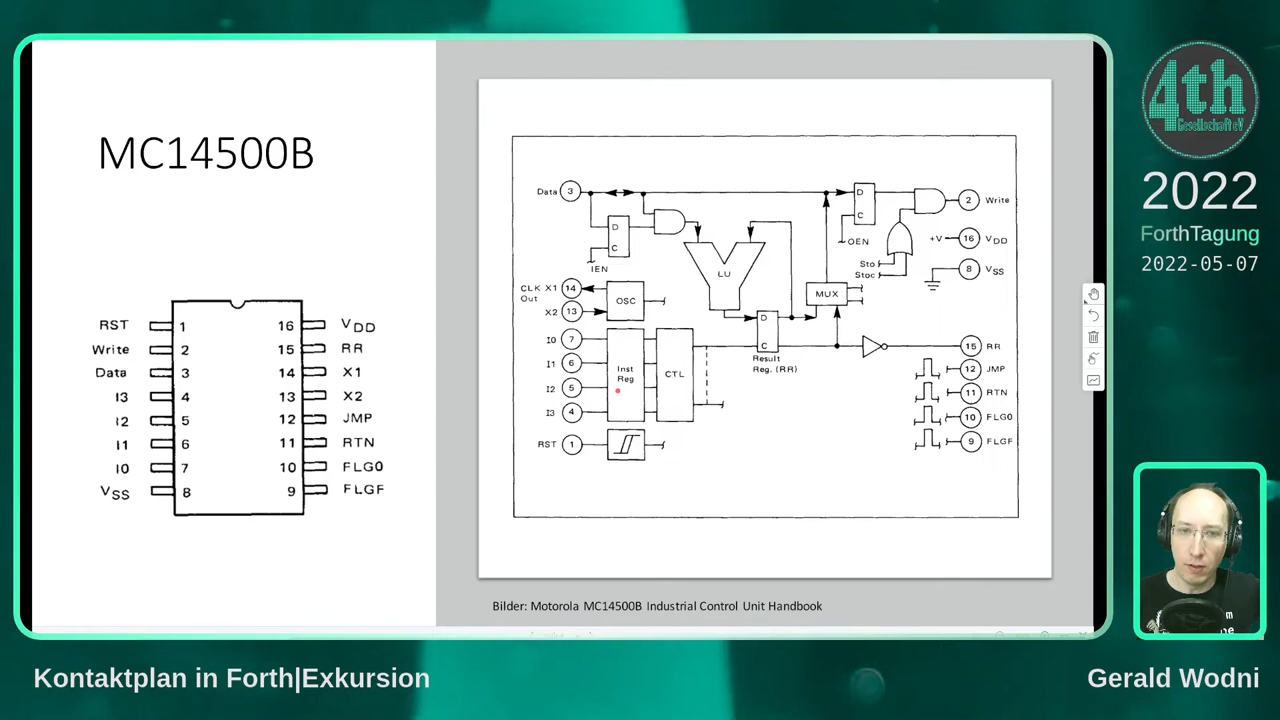 MC14500B
RST 1 16 VDD
Write 2 15 RR
Data 3 14 X1
I3 4 13 X2
I2 5 12 JMP
I1 6 11 RTN
I0 7 10 FLG0
VSS 8 9 FLGF
Data 3
D
C
IEN
LU
D
C
OEN
2 Write
+V 16 VDD
Sto
Stoc
8 VSS
CLK X1 14
Out
X2 13
OSC
MUX
I0 7
I1 6
I2 5
I3 4
Inst
Reg
CTL
D
C
Result
Reg. (RR)
15 RR
12 JMP
11 RTN
10 FLG0
9 FLGF
RST 1
Bilder: Motorola MC14500B Industrial Control Unit Handbook
4th
Gesellschaft eV
2022
ForthTagung
2022-05-07
Kontaktplan in Forth|Exkursion
Gerald Wodni